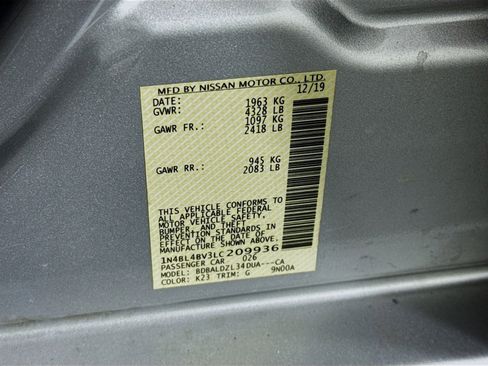 MFD BY NISSAN MOTOR CO., LTD.
DATE: 12/19
GVWR: 1963 KG
4328 LB
GAWR FR: 1097 KG
2418 LB
GAWR RR: 945 KG
2083 LB
THIS VEHICLE CONFORMS TO
ALL APPLICABLE FEDERAL
MOTOR VEHICLE SAFETY,
BUMPER, AND THEFT
PREVENTION STANDARDS
IN EFFECT ON THE DATE OF
MANUFACTURE SHOWN ABOVE.
1N4BL4BV3LC209936
PASSENGER CAR 026
MODEL: BDBALDZL34DUA---CA
COLOR: K23 TRIM: G 9N00A